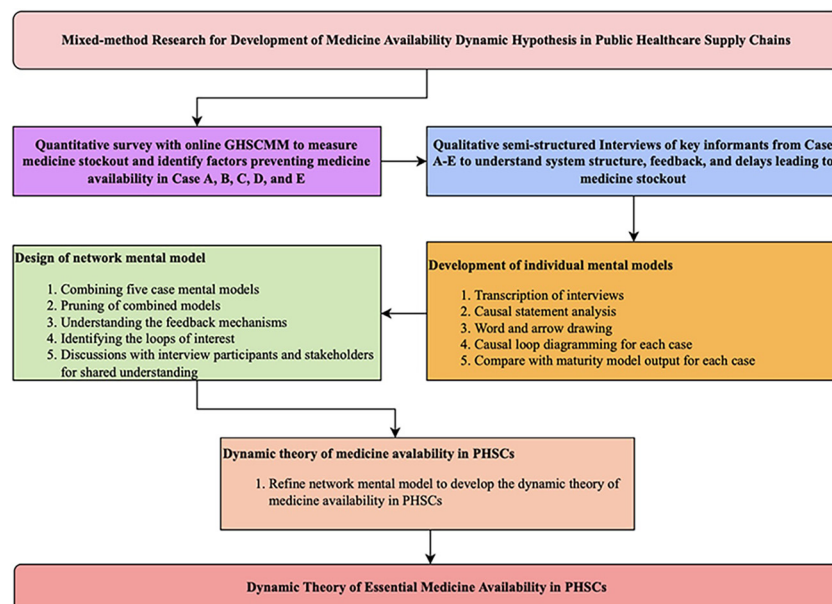 Mixed-method Research for Development of Medicine Availability Dynamic Hypothesis in Public Healthcare Supply Chains
Quantitative survey with online GHSCMM to measure
medicine stockout and identify factors preventing medicine
availability in Case A, B, C, D, and E
Qualitative semi-structured Interviews of key informants from Case
A-E to understand system structure, feedback, and delays leading to
medicine stockout
Development of individual mental models
1. Transcription of interviews
2. Causal statement analysis
3. Word and arrow drawing
4. Causal loop diagramming for each case
5. Compare with maturity model output for each case
Design of network mental model
1. Combining five case mental models
2. Pruning of combined models
3. Understanding the feedback mechanisms
4. Identifying the loops of interest
5. Discussions with interview participants and stakeholders
for shared understanding
Dynamic theory of medicine avalability in PHSCs
1. Refine network mental model to develop the dynamic theory of
medicine availability in PHSCs
Dynamic Theory of Essential Medicine Availability in PHSCs